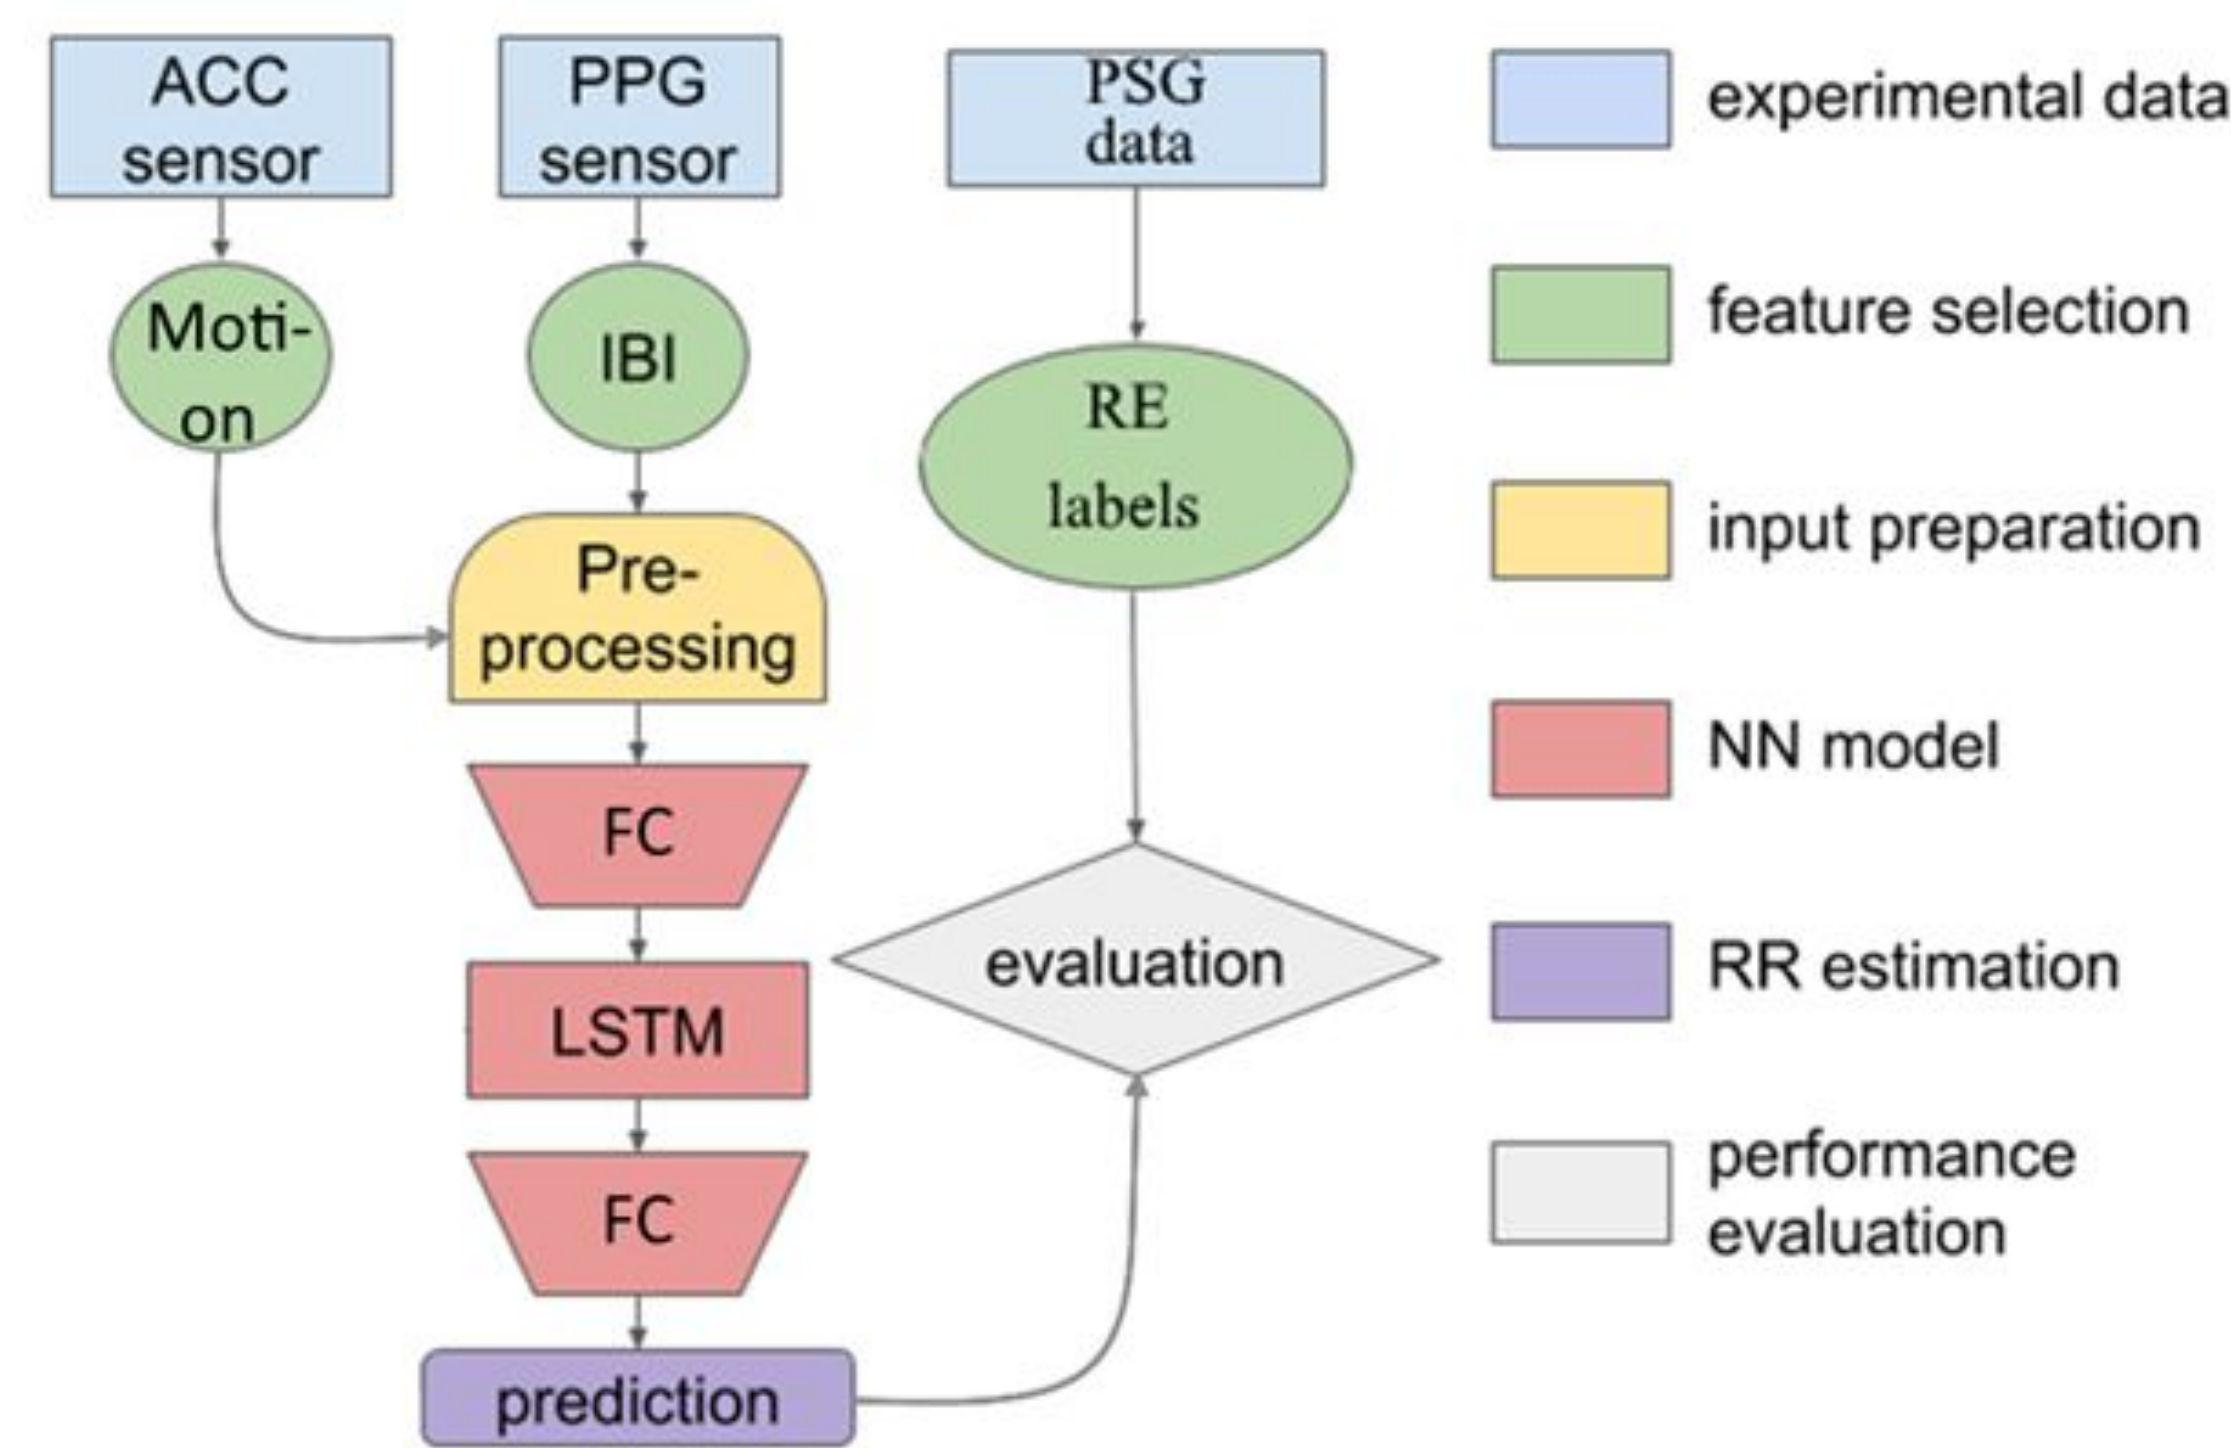 ACC
sensor
PPG
sensor
PSG
data
Moti-
on
IBI
RE
labels
Pre-
processing
FC
LSTM
FC
prediction
evaluation
experimental data
feature selection
input preparation
NN model
RR estimation
performance
evaluation